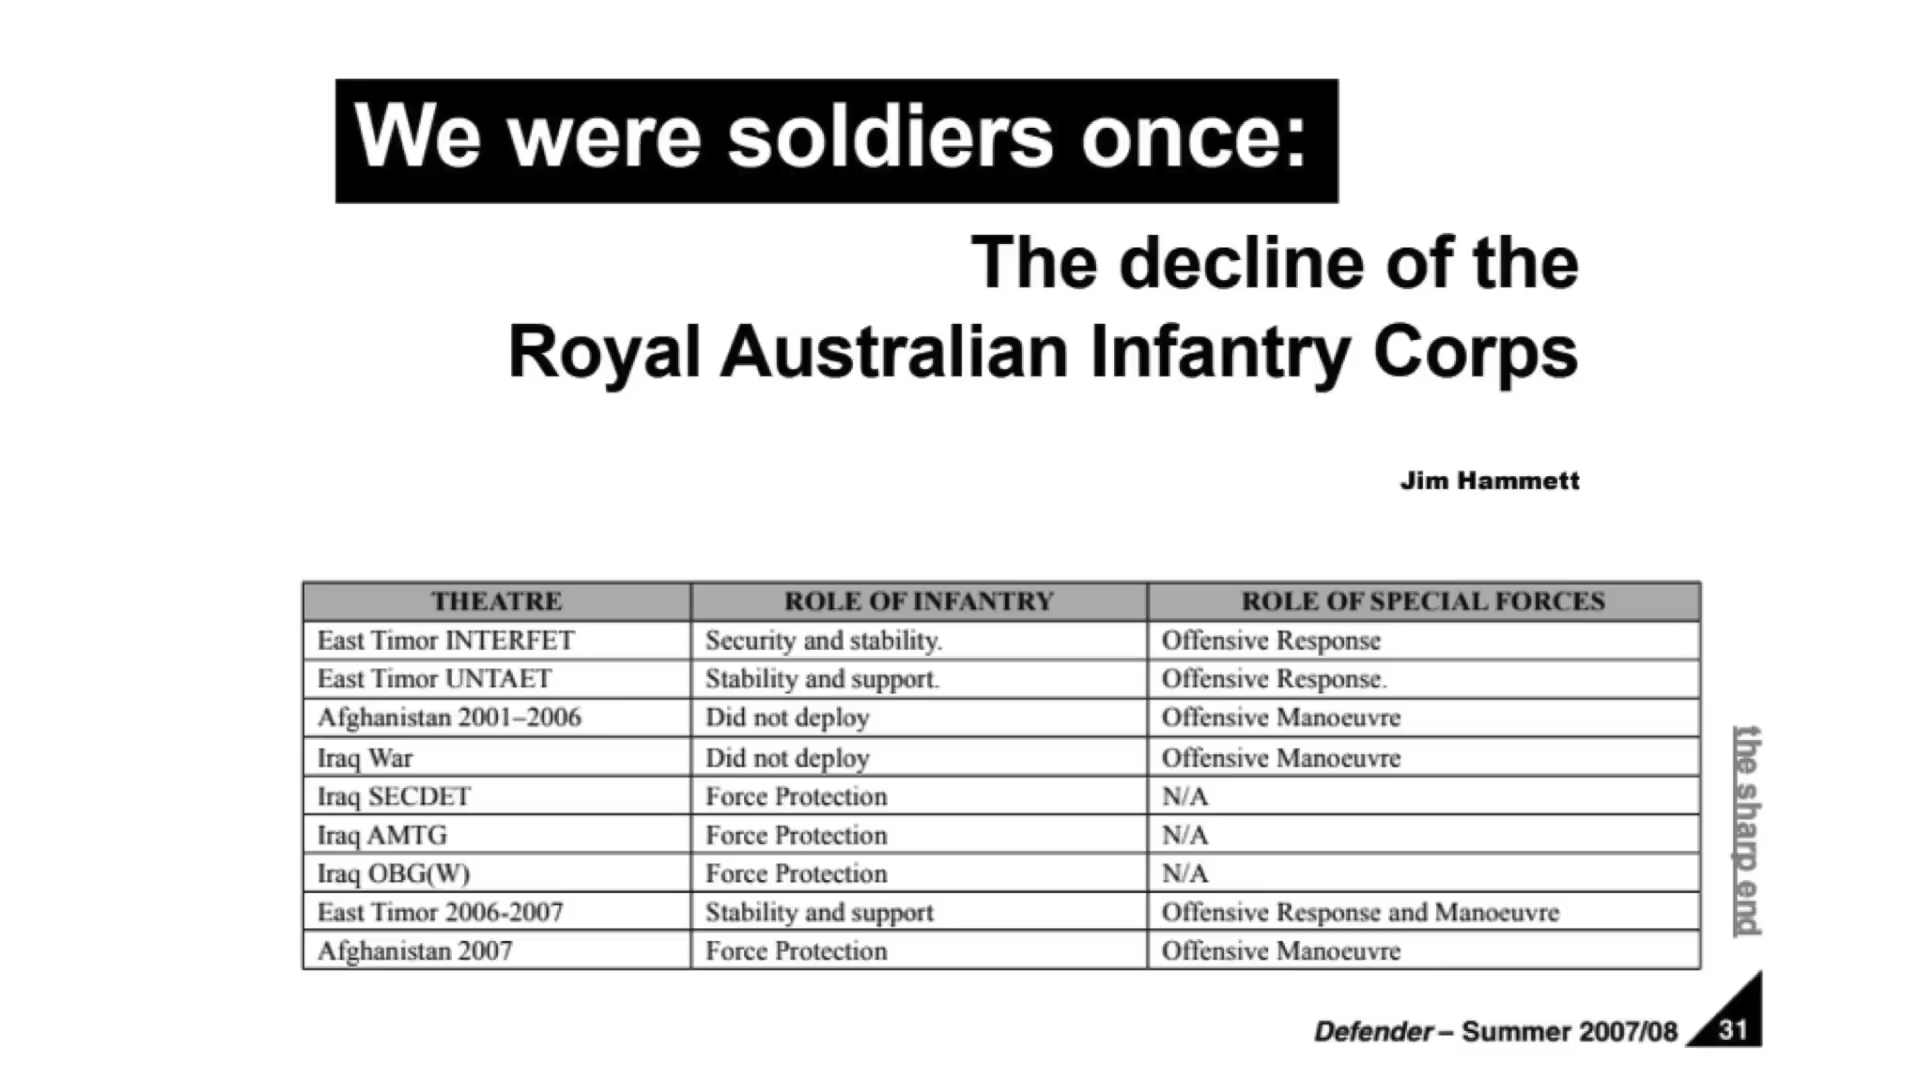 We were soldiers once:
The decline of the
Royal Australian Infantry Corps
Jim Hammett
THEATRE ROLE OF INFANTRY ROLE OF SPECIAL FORCES
East Timor INTERFET Security and stability. Offensive Response
East Timor UNTAET Stability and support. Offensive Response.
Afghanistan 2001–2006 Did not deploy Offensive Manoeuvre
Iraq War Did not deploy Offensive Manoeuvre
Iraq SECDET Force Protection N/A
Iraq AMTG Force Protection N/A
Iraq OBG(W) Force Protection N/A
East Timor 2006-2007 Stability and support Offensive Response and Manoeuvre
Afghanistan 2007 Force Protection Offensive Manoeuvre
the sharp end
Defender – Summer 2007/08 31